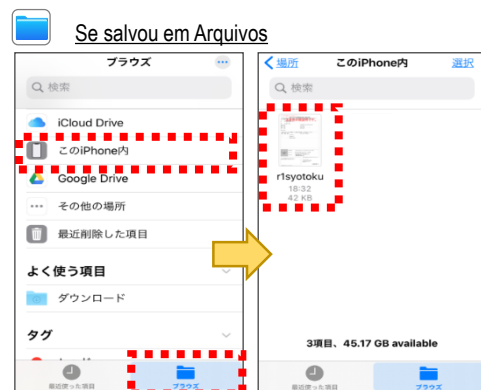 Se salvou em Arquivos
ブラウズ
検索
iCloud Drive
このiPhone内
Google Drive
その他の場所
最近削除した項目
よく使う項目
ダウンロード
タグ
最近使った項目
ブラウズ
場所
このiPhone内
選択
検索
r1syotoku
18:32
42 KB
3項目、45.17 GB available
最近使った項目
ブラウズ